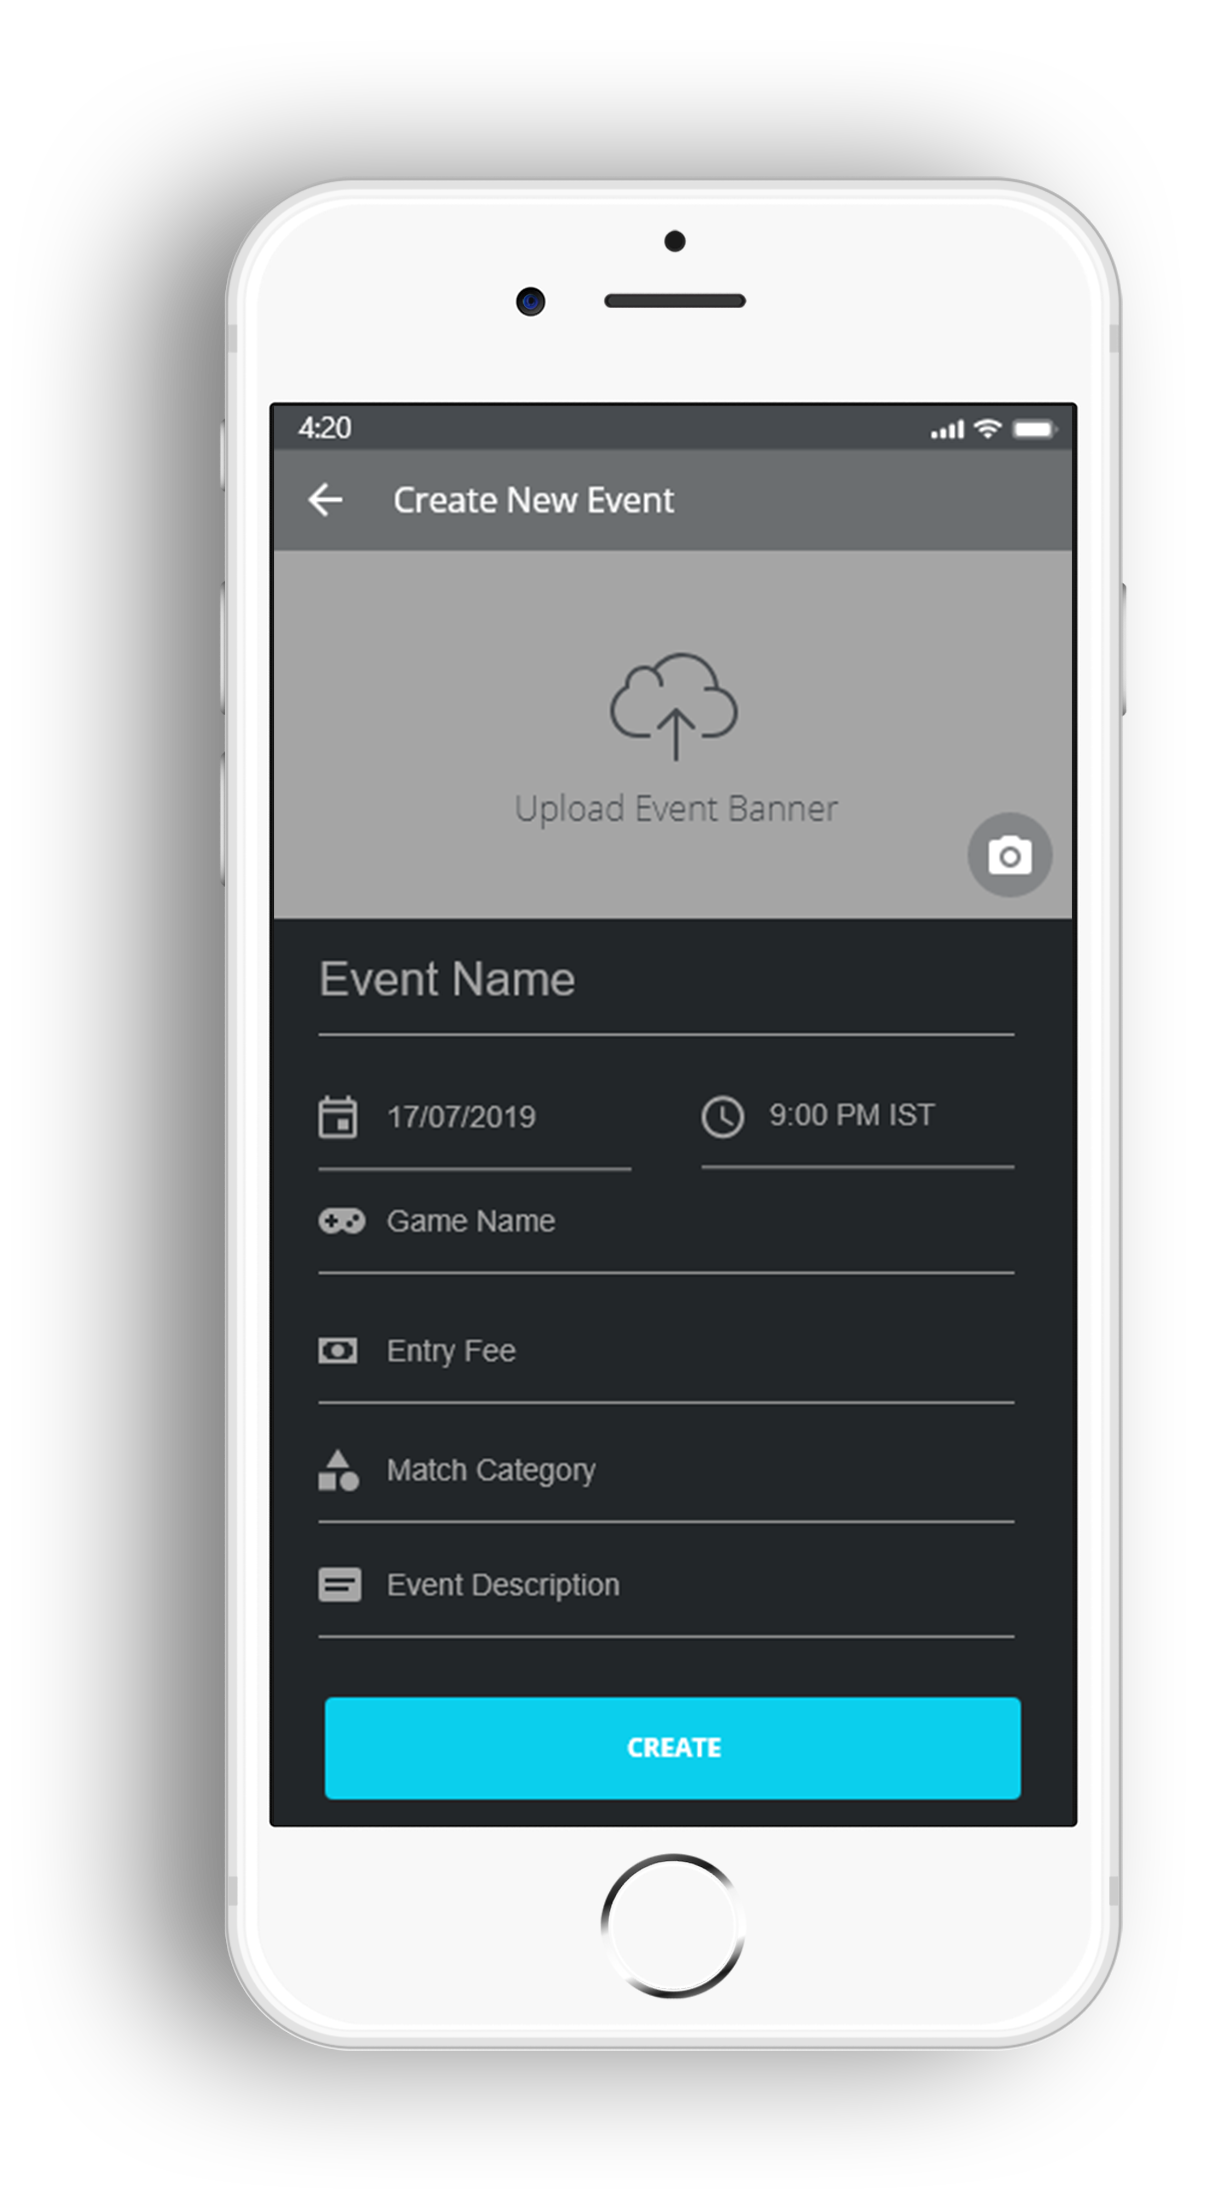 4:20
Create New Event
Upload Event Banner
Event Name
17/07/2019
9:00 PM IST
Game Name
Entry Fee
Match Category
Event Description
CREATE